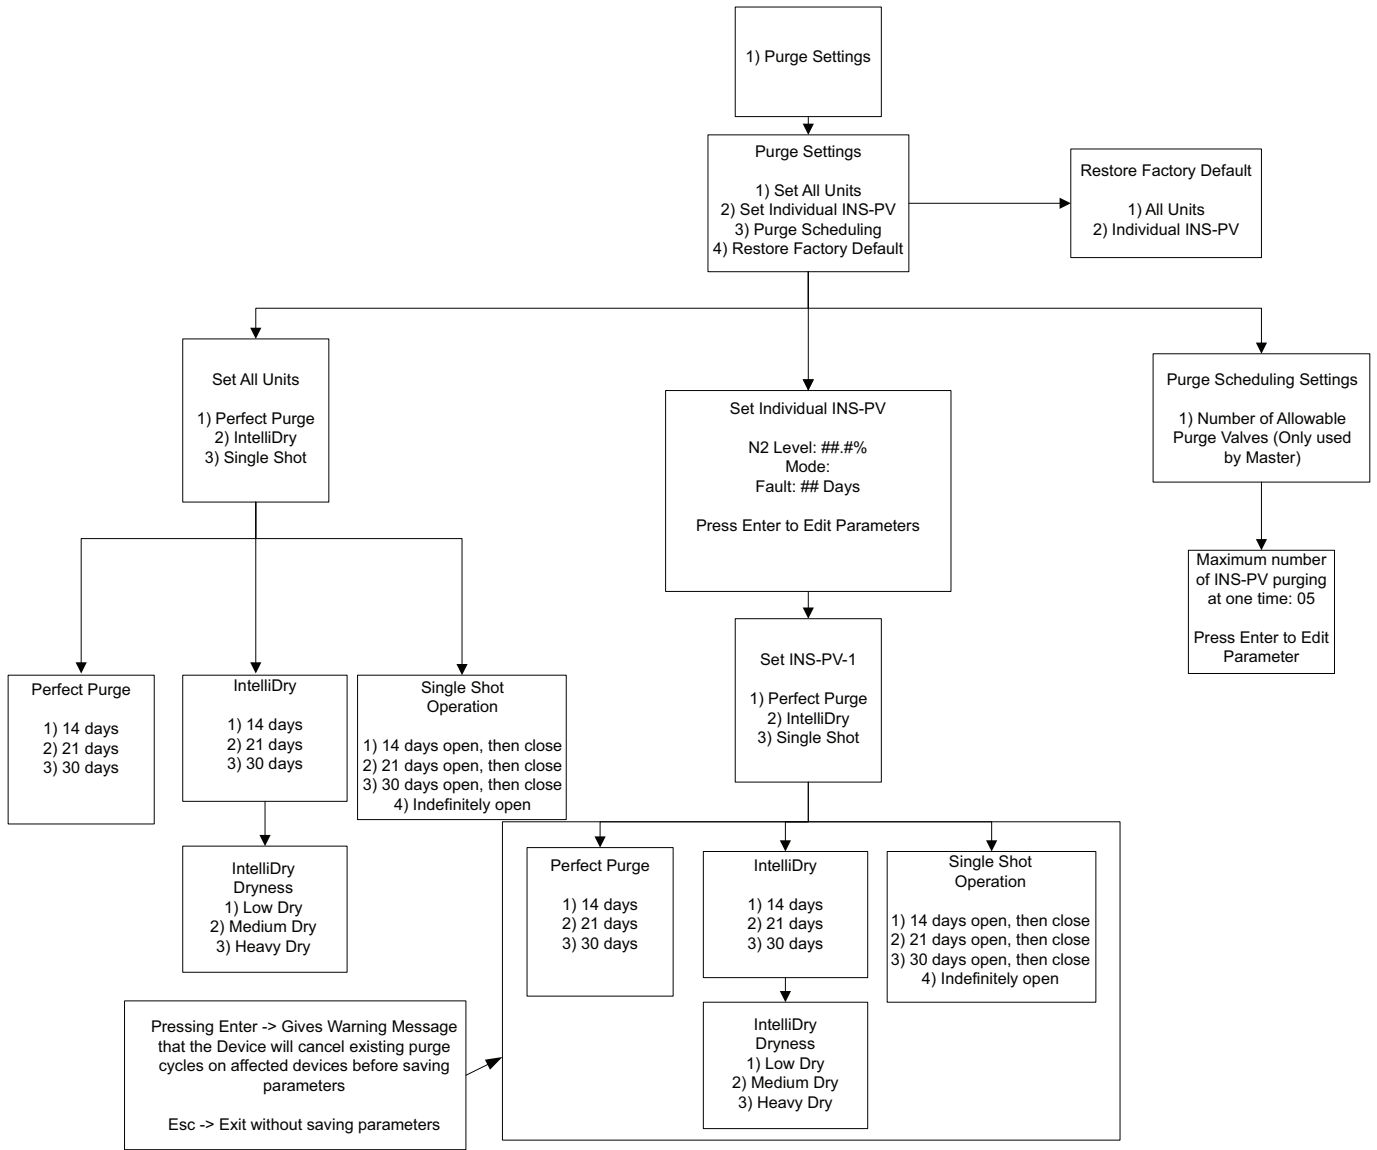 1) Purge Settings
Purge Settings
1) Set All Units
2) Set Individual INS-PV
3) Purge Scheduling
4) Restore Factory Default
Restore Factory Default
1) All Units
2) Individual INS-PV
Set All Units
1) Perfect Purge
2) IntelliDry
3) Single Shot
Set Individual INS-PV
N2 Level: ##.#%
Mode:
Fault: ## Days
Press Enter to Edit Parameters
Purge Scheduling Settings
1) Number of Allowable
Purge Valves (Only used
by Master)
Maximum number
of INS-PV purging
at one time: 05
Press Enter to Edit
Parameter
Set INS-PV-1
1) Perfect Purge
2) IntelliDry
3) Single Shot
Perfect Purge
1) 14 days
2) 21 days
3) 30 days
IntelliDry
1) 14 days
2) 21 days
3) 30 days
Single Shot
Operation
1) 14 days open, then close
2) 21 days open, then close
3) 30 days open, then close
4) Indefinitely open
IntelliDry
Dryness
1) Low Dry
2) Medium Dry
3) Heavy Dry
Perfect Purge
1) 14 days
2) 21 days
3) 30 days
IntelliDry
1) 14 days
2) 21 days
3) 30 days
Single Shot
Operation
1) 14 days open, then close
2) 21 days open, then close
3) 30 days open, then close
4) Indefinitely open
IntelliDry
Dryness
1) Low Dry
2) Medium Dry
3) Heavy Dry
Pressing Enter -> Gives Warning Message
that the Device will cancel existing purge
cycles on affected devices before saving
parameters
Esc -> Exit without saving parameters